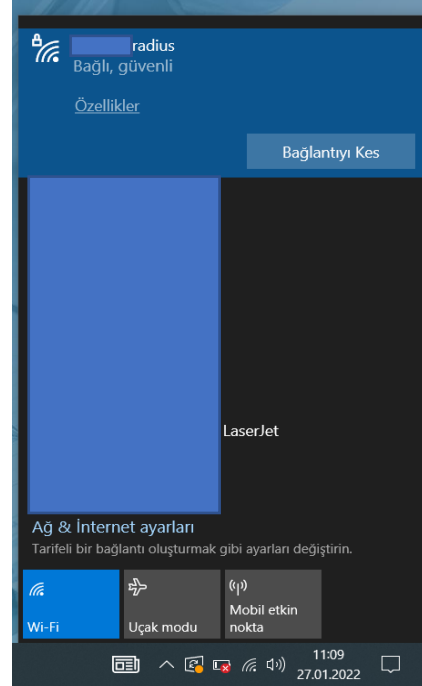 radius
Bağlı, güvenli
Özellikler
Bağlantıyı Kes
LaserJet
Ağ & İnternet ayarları
Tarifeli bir bağlantı oluşturmak gibi ayarları değiştirin.
Wi-Fi
Uçak modu
Mobil etkin
nokta
11:09
27.01.2022